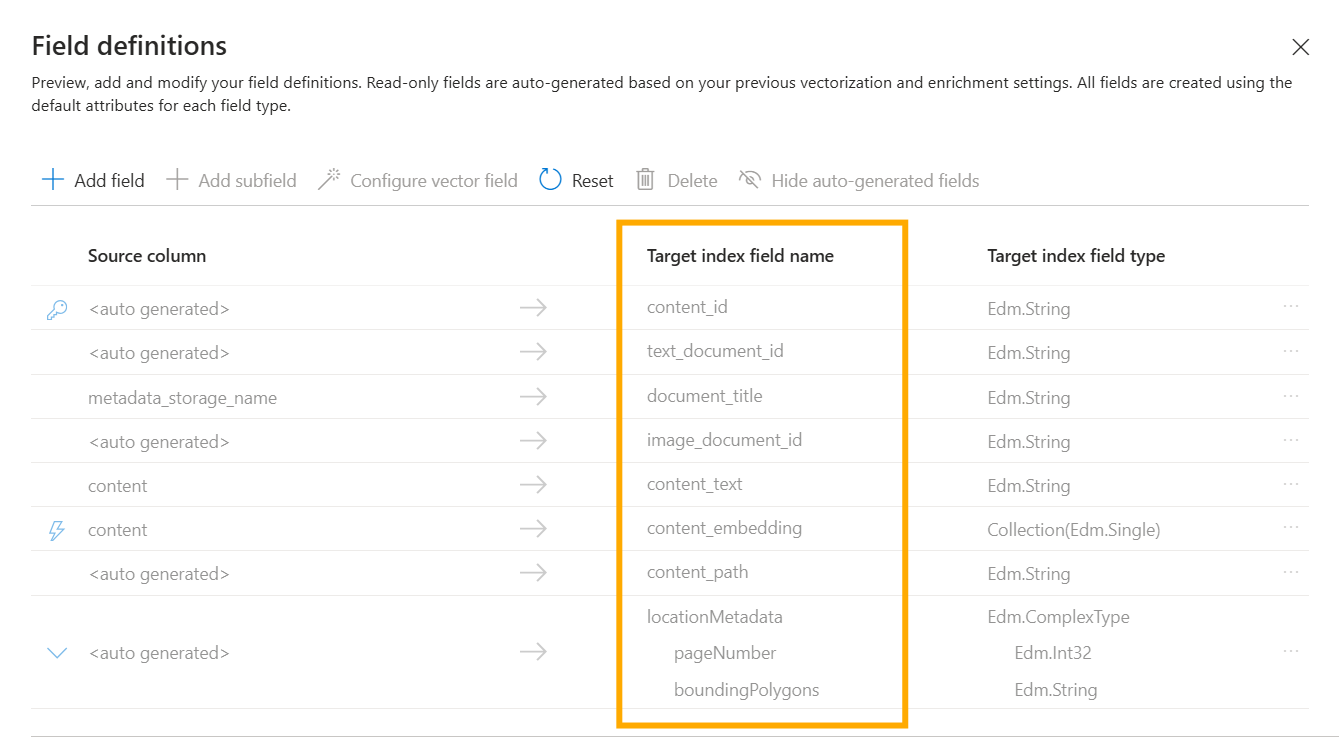 Field definitions
Preview, add and modify your field definitions. Read-only fields are auto-generated based on your previous vectorization and enrichment settings. All fields are created using the
default attributes for each field type.
Add field Add subfield Configure vector field Reset Delete Hide auto-generated fields
Source column Target index field name Target index field type
<auto generated> content_id Edm.String
<auto generated> text_document_id Edm.String
metadata_storage_name document_title Edm.String
<auto generated> image_document_id Edm.String
content content_text Edm.String
content content_embedding Collection(Edm.Single)
<auto generated> content_path Edm.String
locationMetadata Edm.ComplexType
<auto generated> pageNumber Edm.Int32
boundingPolygons Edm.String